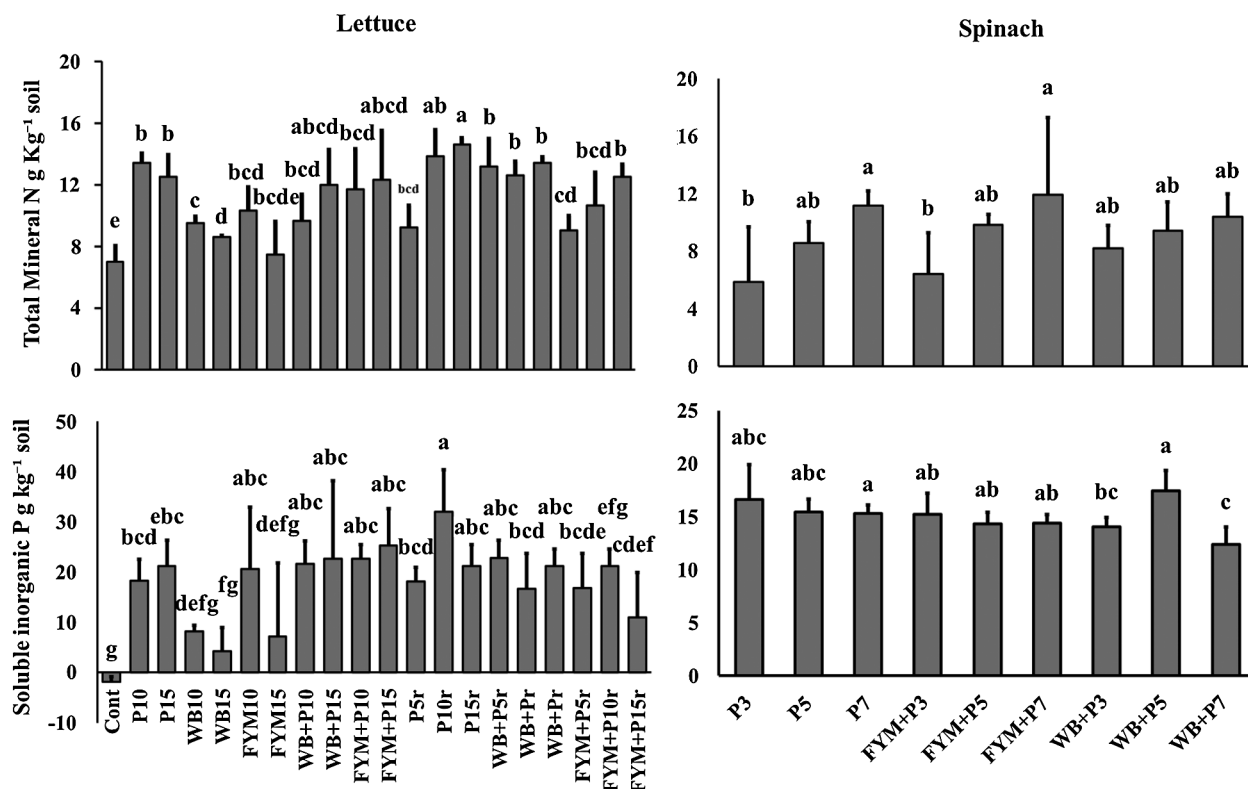 Lettuce
Total Mineral N g Kg⁻¹ soil
20
16
12
8
4
0
e
b
b
c
d
bcd
bcde
bcd
abcd
bcd
abcd
bcd
ab
a
b
b
b
cd
bcd
b
Spinach
20
16
12
8
4
0
b
ab
a
b
ab
a
ab
ab
ab
Soluble inorganic P g kg⁻¹ soil
50
40
30
20
10
0
-10
g
bcd
ebc
defg
fg
abc
defg
abc
abc
abc
abc
bcd
a
abc
abc
bcd
abc
bcde
efg
cdef
Cont
P10
P15
WB10
WB15
FYM10
FYM15
WB+P10
WB+P15
FYM+P10
FYM+P15
P5r
P10r
P15r
WB+P5r
WB+Pr
WB+Pr
FYM+P5r
FYM+P10r
FYM+P15r
25
20
15
10
5
0
abc
abc
a
ab
ab
ab
bc
a
c
P3
P5
P7
FYM+P3
FYM+P5
FYM+P7
WB+P3
WB+P5
WB+P7